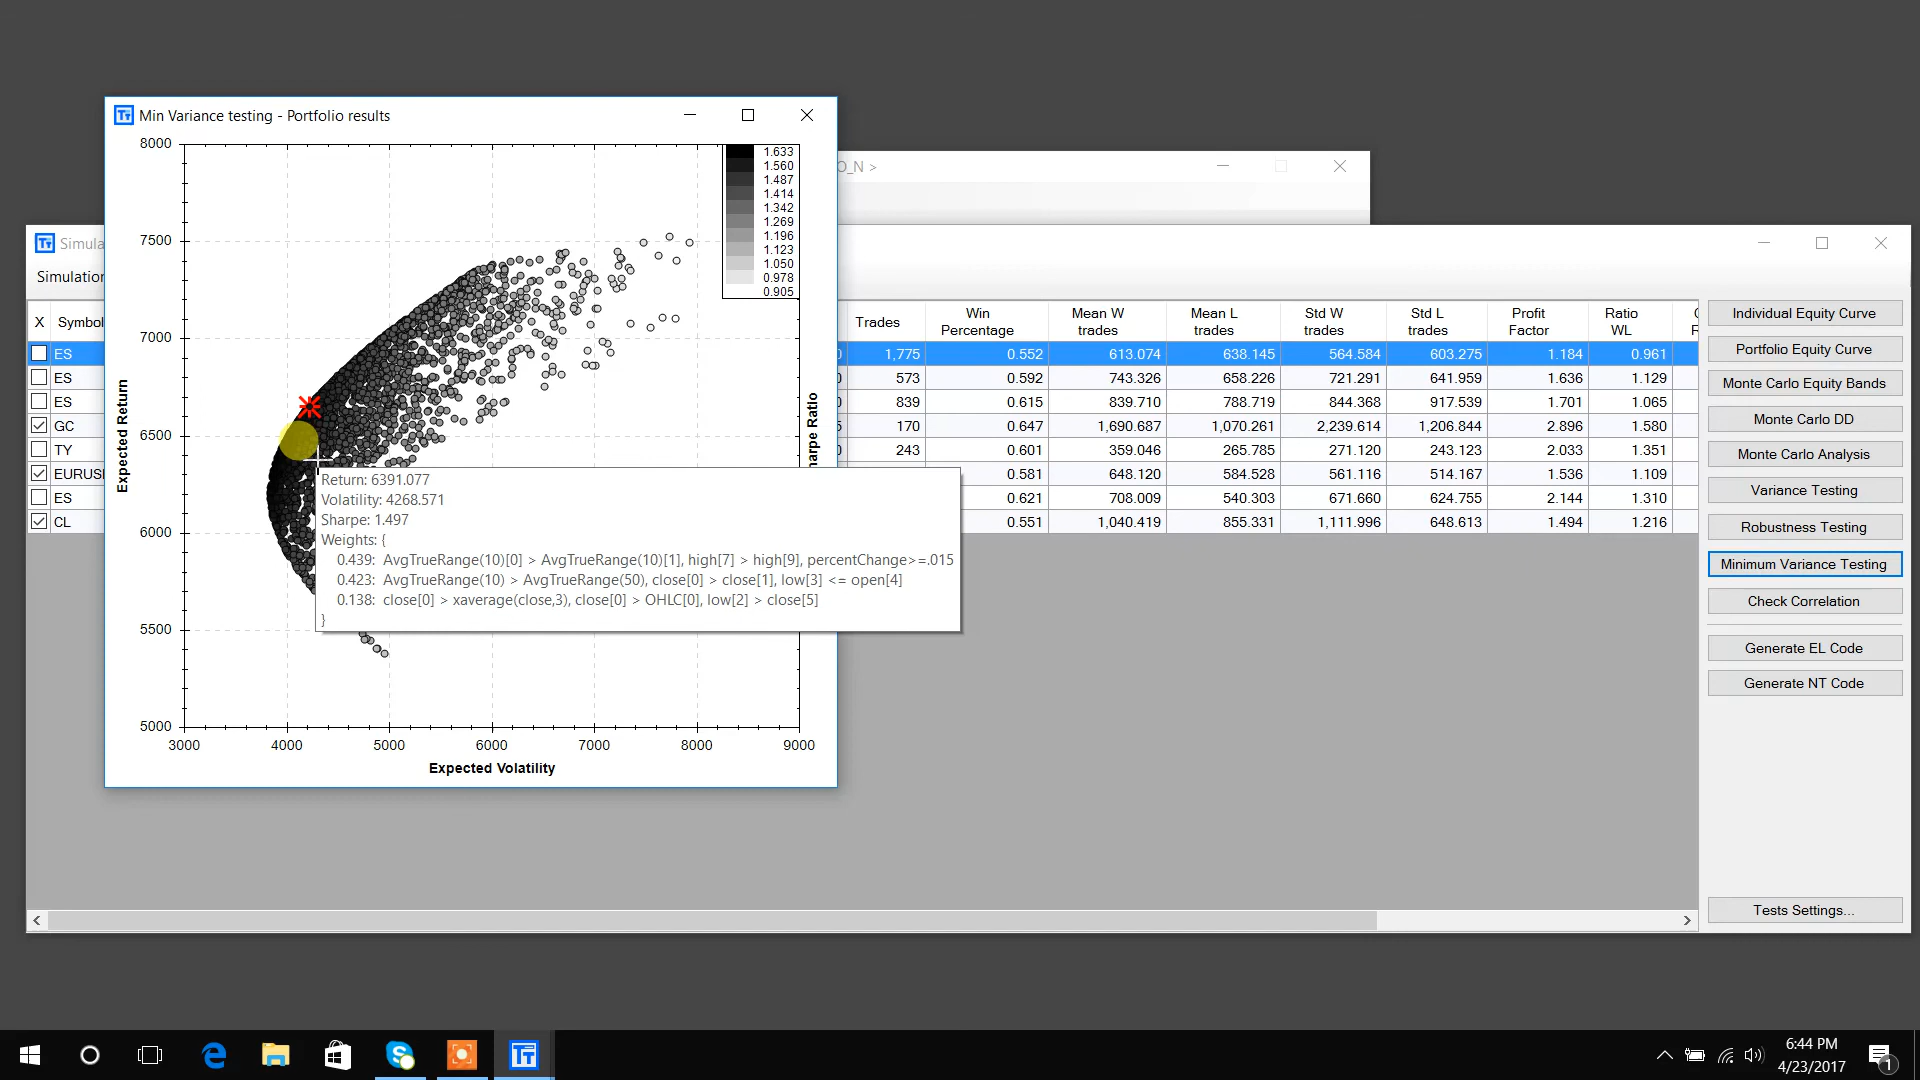 Min Variance testing - Portfolio results
8000
7500
7000
6500
6000
5500
5000
3000 4000 5000 6000 7000 8000 9000
Expected Return
Expected Volatility
1.633
1.560
1.487
1.414
1.342
1.269
1.196
1.123
1.050
0.978
0.905
harpe Ratio
Return: 6391.077
Volatility: 4268.571
Sharpe: 1.497
Weights: {
0.439: AvgTrueRange(10)[0] > AvgTrueRange(10)[1], high[7] > high[9], percentChange>=.015
0.423: AvgTrueRange(10) > AvgTrueRange(50), close[0] > close[1], low[3] <= open[4]
0.138: close[0] > xaverage(close,3), close[0] > OHLC[0], low[2] > close[5]
}
O_N >
Simula
Simulation
X Symbol Trades Win Percentage Mean W trades Mean L trades Std W trades Std L trades Profit Factor Ratio WL
ES 1,775 0.552 613.074 638.145 564.584 603.275 1.184 0.961
ES 573 0.592 743.326 658.226 721.291 641.959 1.636 1.129
ES 839 0.615 839.710 788.719 844.368 917.539 1.701 1.065
GC 170 0.647 1,690.687 1,070.261 2,239.614 1,206.844 2.896 1.580
TY 243 0.601 359.046 265.785 271.120 243.123 2.033 1.351
EURUS 0.581 648.120 584.528 561.116 514.167 1.536 1.109
ES 0.621 708.009 540.303 671.660 624.755 2.144 1.310
CL 0.551 1,040.419 855.331 1,111.996 648.613 1.494 1.216
Individual Equity Curve
Portfolio Equity Curve
Monte Carlo Equity Bands
Monte Carlo DD
Monte Carlo Analysis
Variance Testing
Robustness Testing
Minimum Variance Testing
Check Correlation
Generate EL Code
Generate NT Code
Tests Settings...
6:44 PM
4/23/2017
1